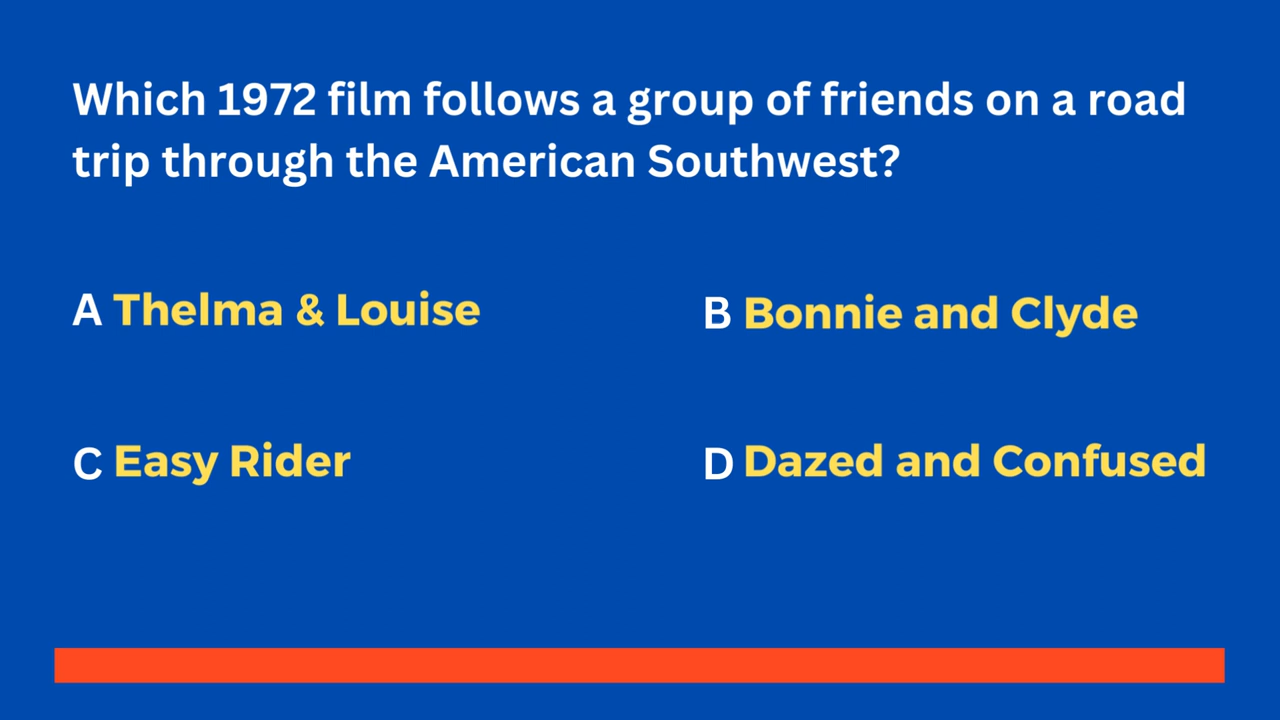 Which 1972 film follows a group of friends on a road
trip through the American Southwest?
A Thelma & Louise
B Bonnie and Clyde
C Easy Rider
D Dazed and Confused